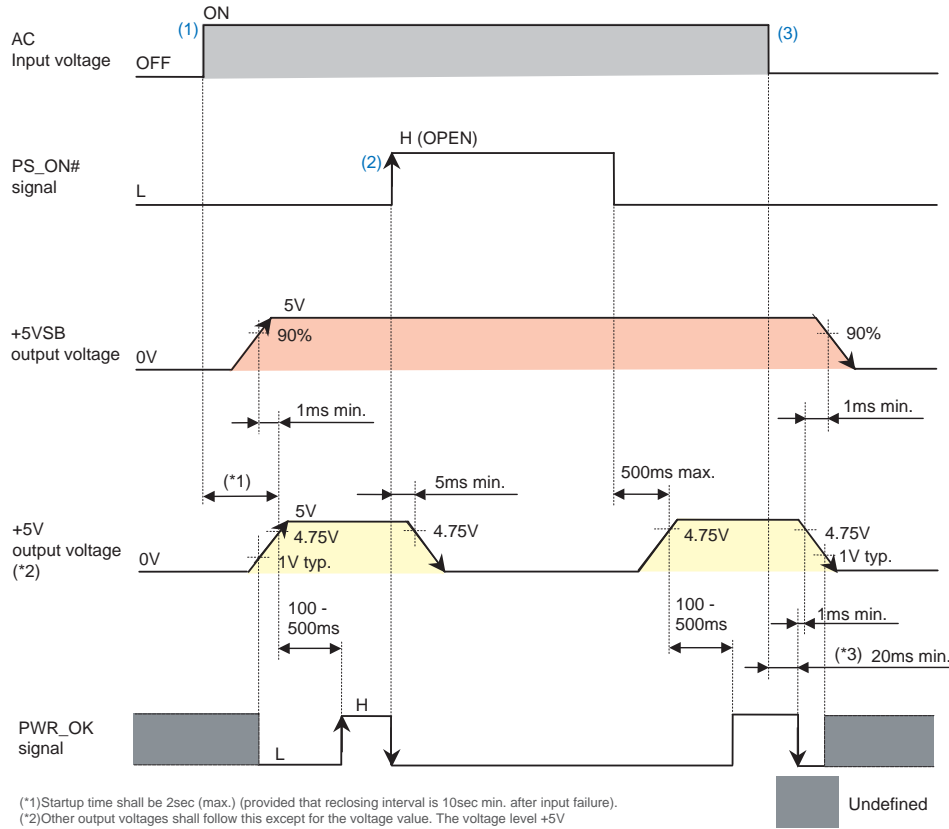 ON
(1)
(3)
AC
Input voltage
OFF
H (OPEN)
(2)
PS_ON#
signal
L
5V
90%
90%
+5VSB
output voltage
0V
1ms min.
1ms min.
(*1)
5ms min.
500ms max.
5V
4.75V
4.75V
4.75V
4.75V
+5V
output voltage
(*2)
0V
1V typ.
1V typ.
100 -
500ms
100 -
500ms
1ms min.
(*3) 20ms min.
H
PWR_OK
signal
L
Undefined
(*1)Startup time shall be 2sec (max.) (provided that reclosing interval is 10sec min. after input failure).
(*2)Other output voltages shall follow this except for the voltage value. The voltage level +5V